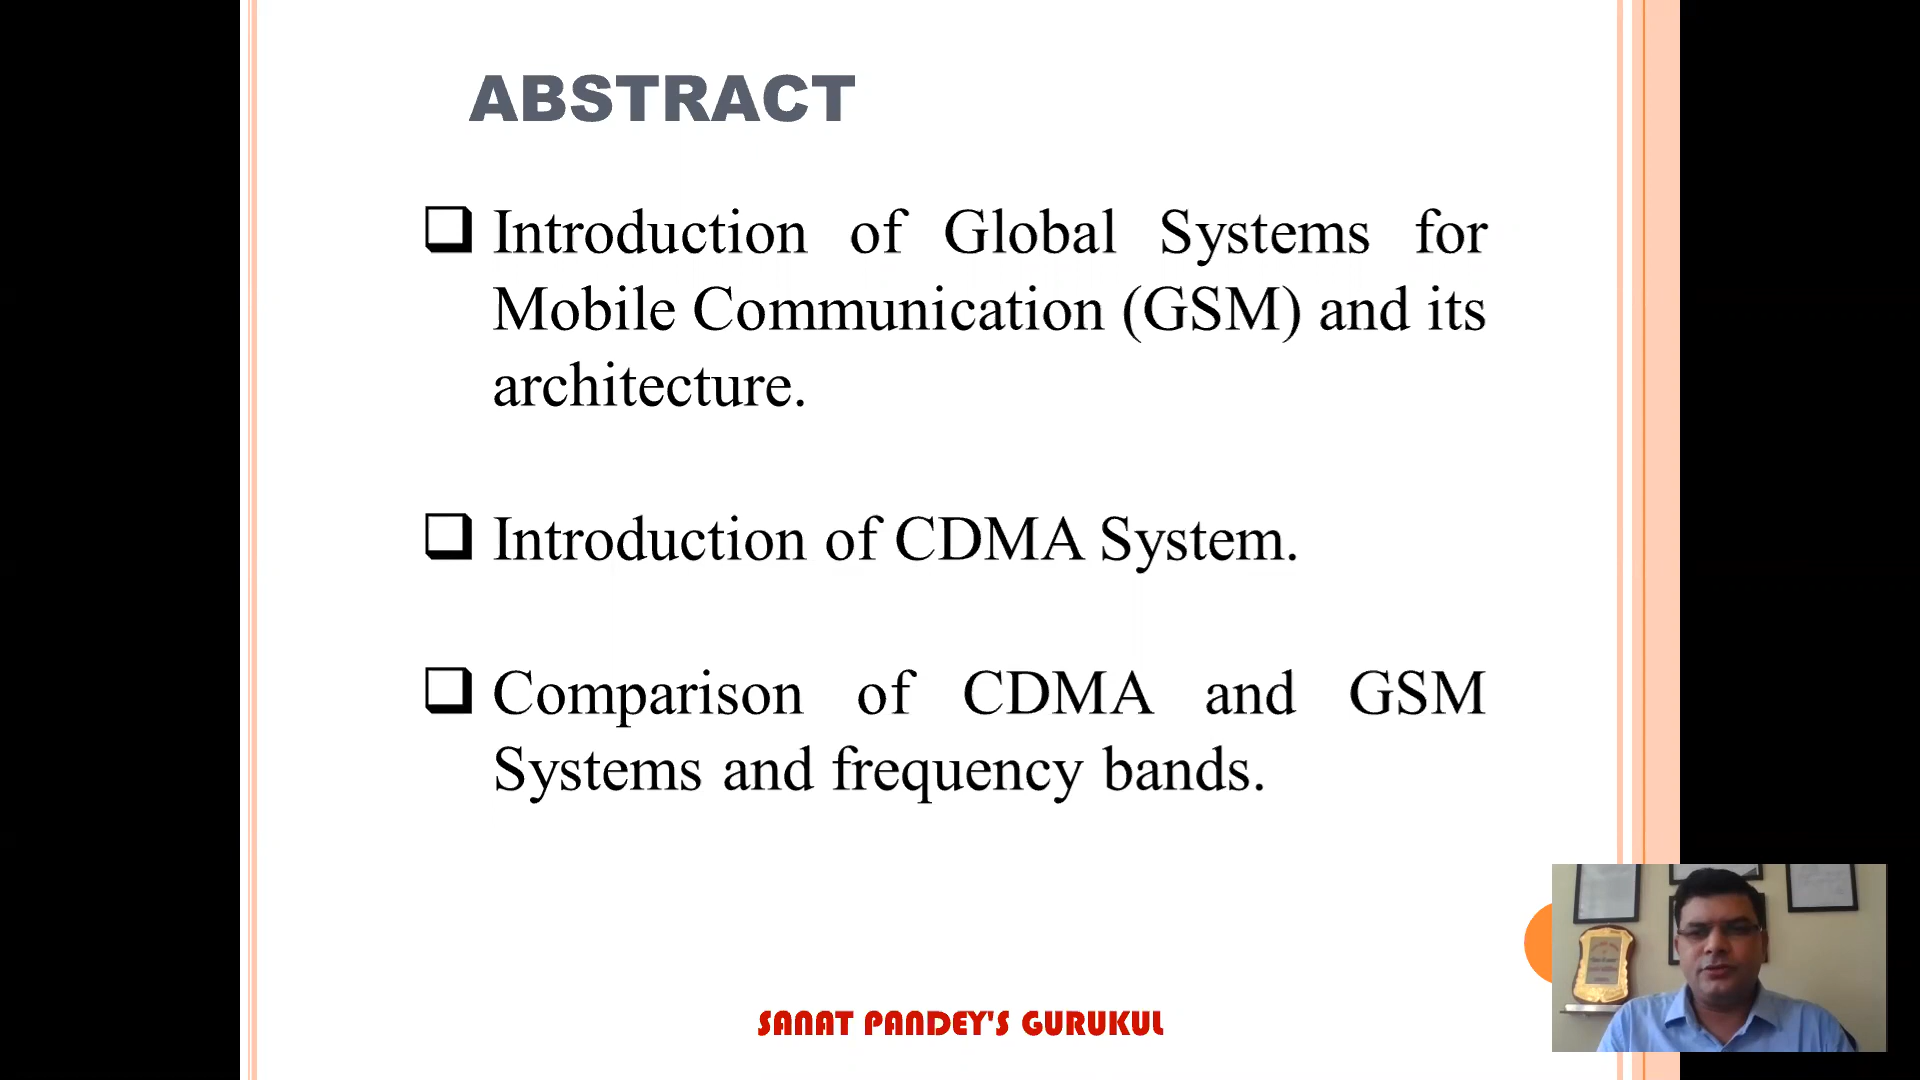 ABSTRACT
Introduction of Global Systems for
Mobile Communication (GSM) and its
architecture.
Introduction of CDMA System.
Comparison of CDMA and GSM
Systems and frequency bands.
SANAT PANDEY'S GURUKUL